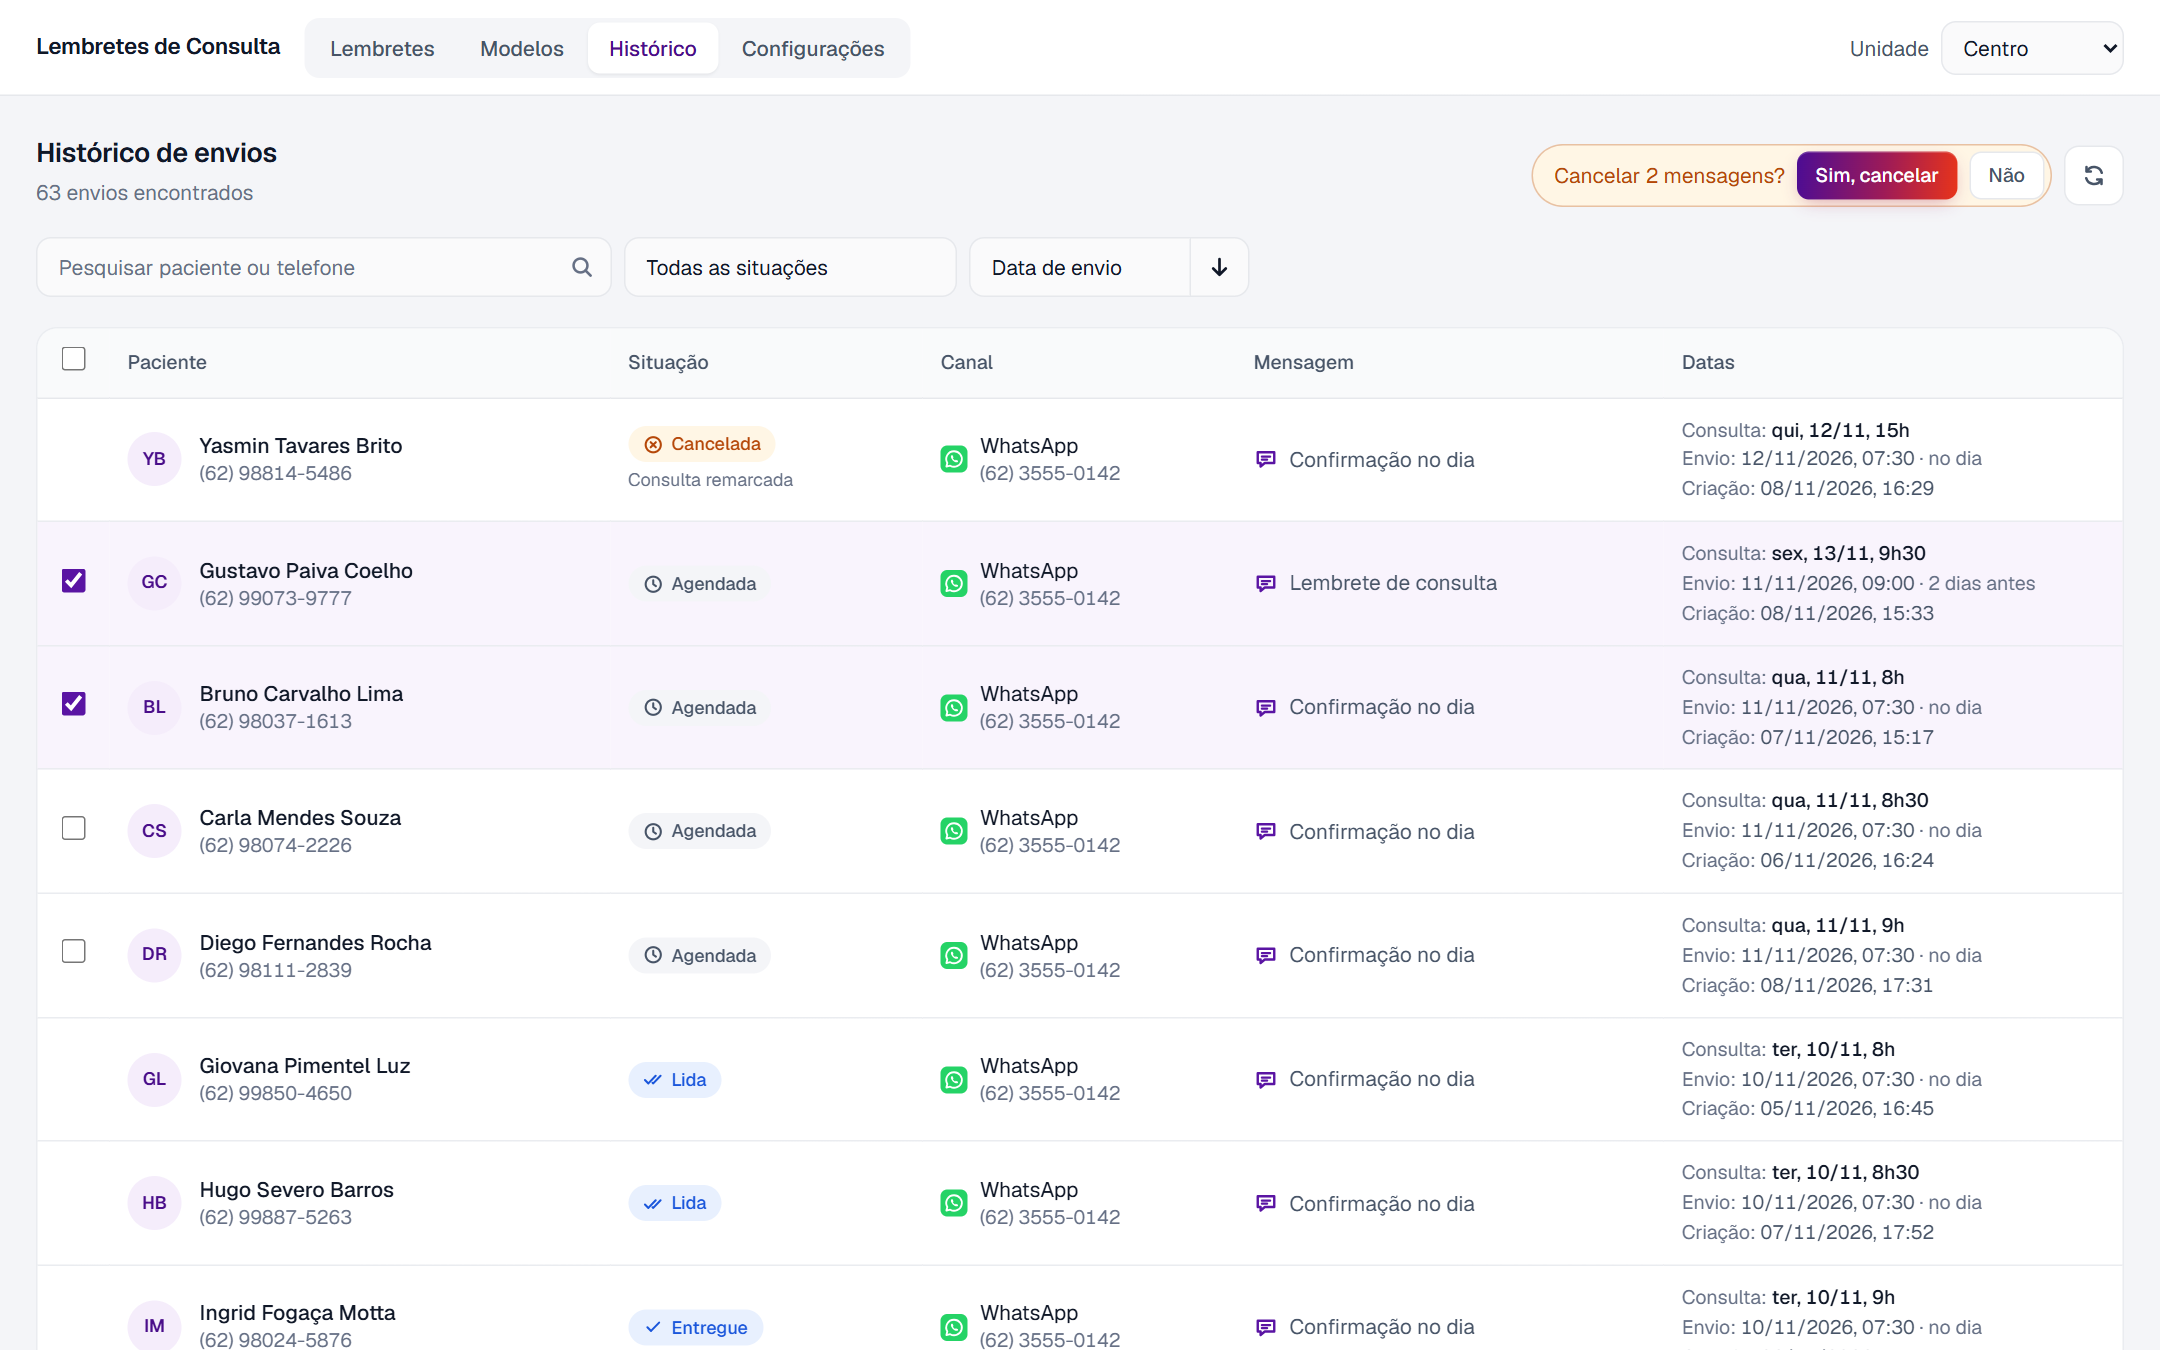 Lembretes de Consulta
Lembretes
Modelos
Histórico
Configurações
Unidade
Centro
Histórico de envios
63 envios encontrados
Cancelar 2 mensagens?
Sim, cancelar
Não
Pesquisar paciente ou telefone
Todas as situações
Data de envio
Paciente
Situação
Canal
Mensagem
Datas
YB
Yasmin Tavares Brito
(62) 98814-5486
Cancelada
Consulta remarcada
WhatsApp
(62) 3555-0142
Confirmação no dia
Consulta: qui, 12/11, 15h
Envio: 12/11/2026, 07:30 · no dia
Criação: 08/11/2026, 16:29
GC
Gustavo Paiva Coelho
(62) 99073-9777
Agendada
WhatsApp
(62) 3555-0142
Lembrete de consulta
Consulta: sex, 13/11, 9h30
Envio: 11/11/2026, 09:00 · 2 dias antes
Criação: 08/11/2026, 15:33
BL
Bruno Carvalho Lima
(62) 98037-1613
Agendada
WhatsApp
(62) 3555-0142
Confirmação no dia
Consulta: qua, 11/11, 8h
Envio: 11/11/2026, 07:30 · no dia
Criação: 07/11/2026, 15:17
CS
Carla Mendes Souza
(62) 98074-2226
Agendada
WhatsApp
(62) 3555-0142
Confirmação no dia
Consulta: qua, 11/11, 8h30
Envio: 11/11/2026, 07:30 · no dia
Criação: 06/11/2026, 16:24
DR
Diego Fernandes Rocha
(62) 98111-2839
Agendada
WhatsApp
(62) 3555-0142
Confirmação no dia
Consulta: qua, 11/11, 9h
Envio: 11/11/2026, 07:30 · no dia
Criação: 08/11/2026, 17:31
GL
Giovana Pimentel Luz
(62) 99850-4650
Lida
WhatsApp
(62) 3555-0142
Confirmação no dia
Consulta: ter, 10/11, 8h
Envio: 10/11/2026, 07:30 · no dia
Criação: 05/11/2026, 16:45
HB
Hugo Severo Barros
(62) 99887-5263
Lida
WhatsApp
(62) 3555-0142
Confirmação no dia
Consulta: ter, 10/11, 8h30
Envio: 10/11/2026, 07:30 · no dia
Criação: 07/11/2026, 17:52
IM
Ingrid Fogaça Motta
(62) 98024-5876
Entregue
WhatsApp
(62) 3555-0142
Confirmação no dia
Consulta: ter, 10/11, 9h
Envio: 10/11/2026, 07:30 · no dia